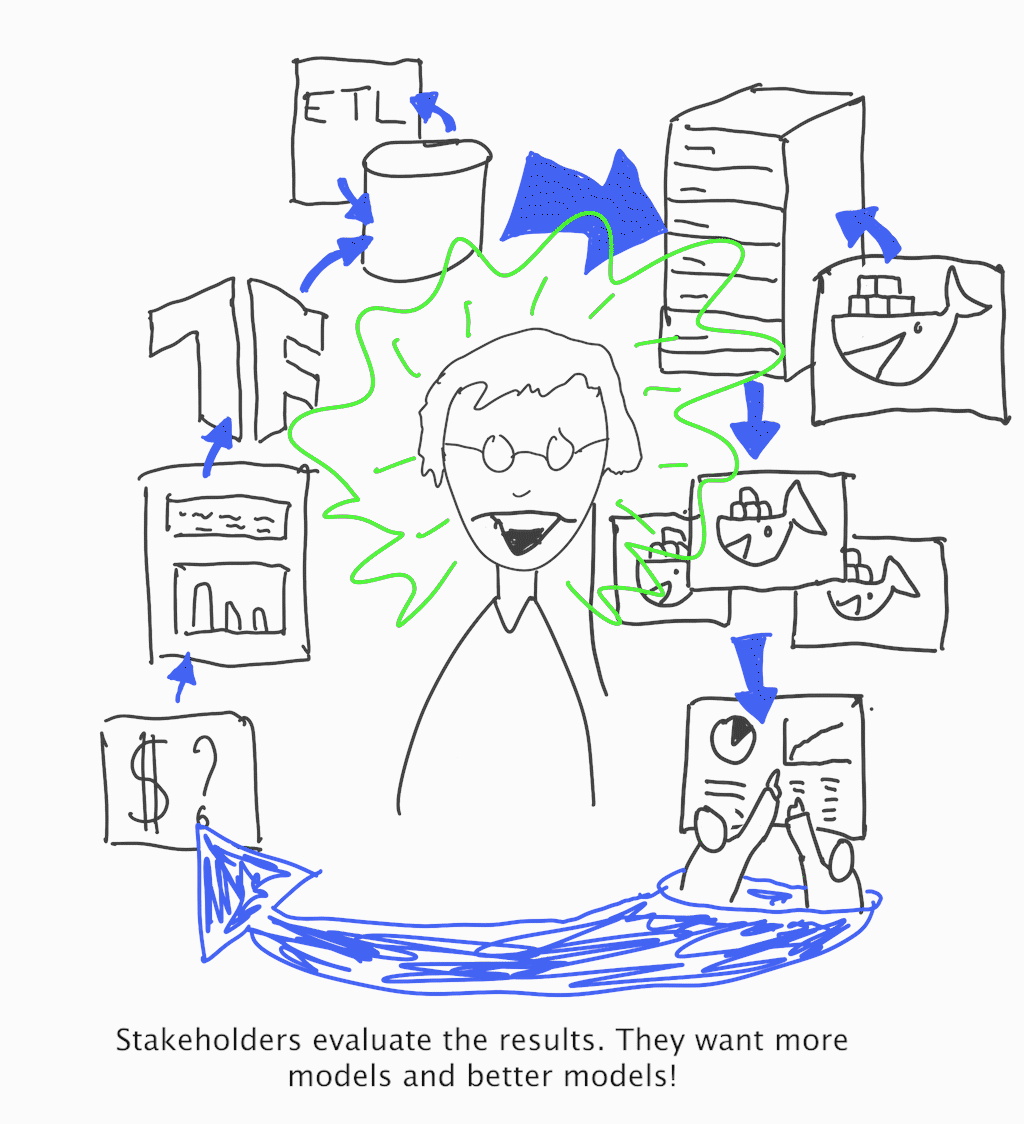 ETL
$ ?
Stakeholders evaluate the results. They want more
models and better models!